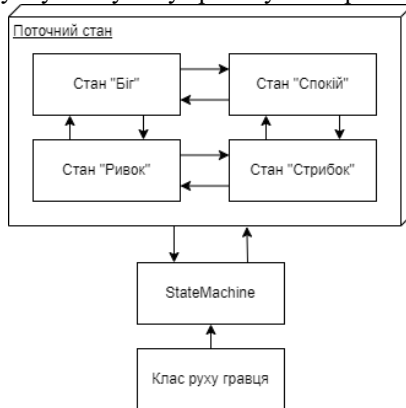 Поточний стан
Стан "Біг"
Стан "Спокій"
Стан "Ривок"
Стан "Стрибок"
StateMachine
Клас руху гравця